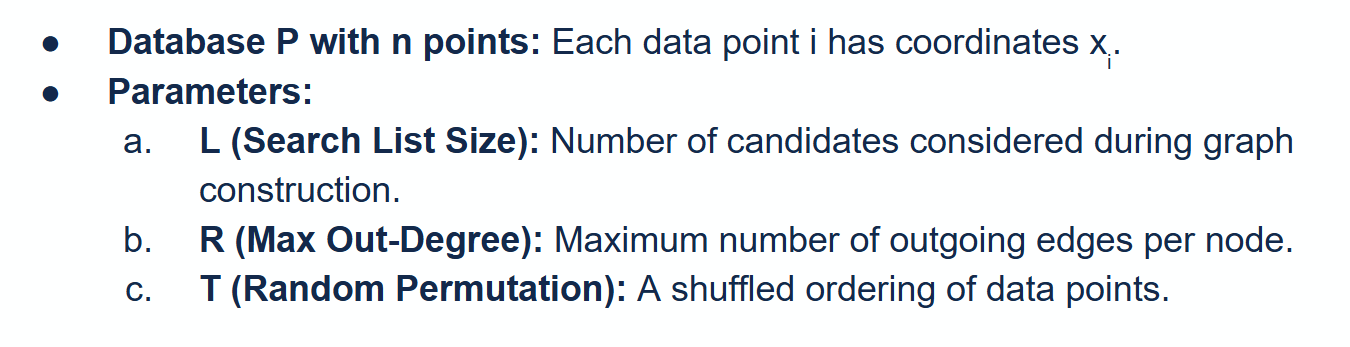 ● Database P with n points: Each data point i has coordinates xᵢ.
● Parameters:
a. L (Search List Size): Number of candidates considered during graph
construction.
b. R (Max Out-Degree): Maximum number of outgoing edges per node.
c. T (Random Permutation): A shuffled ordering of data points.